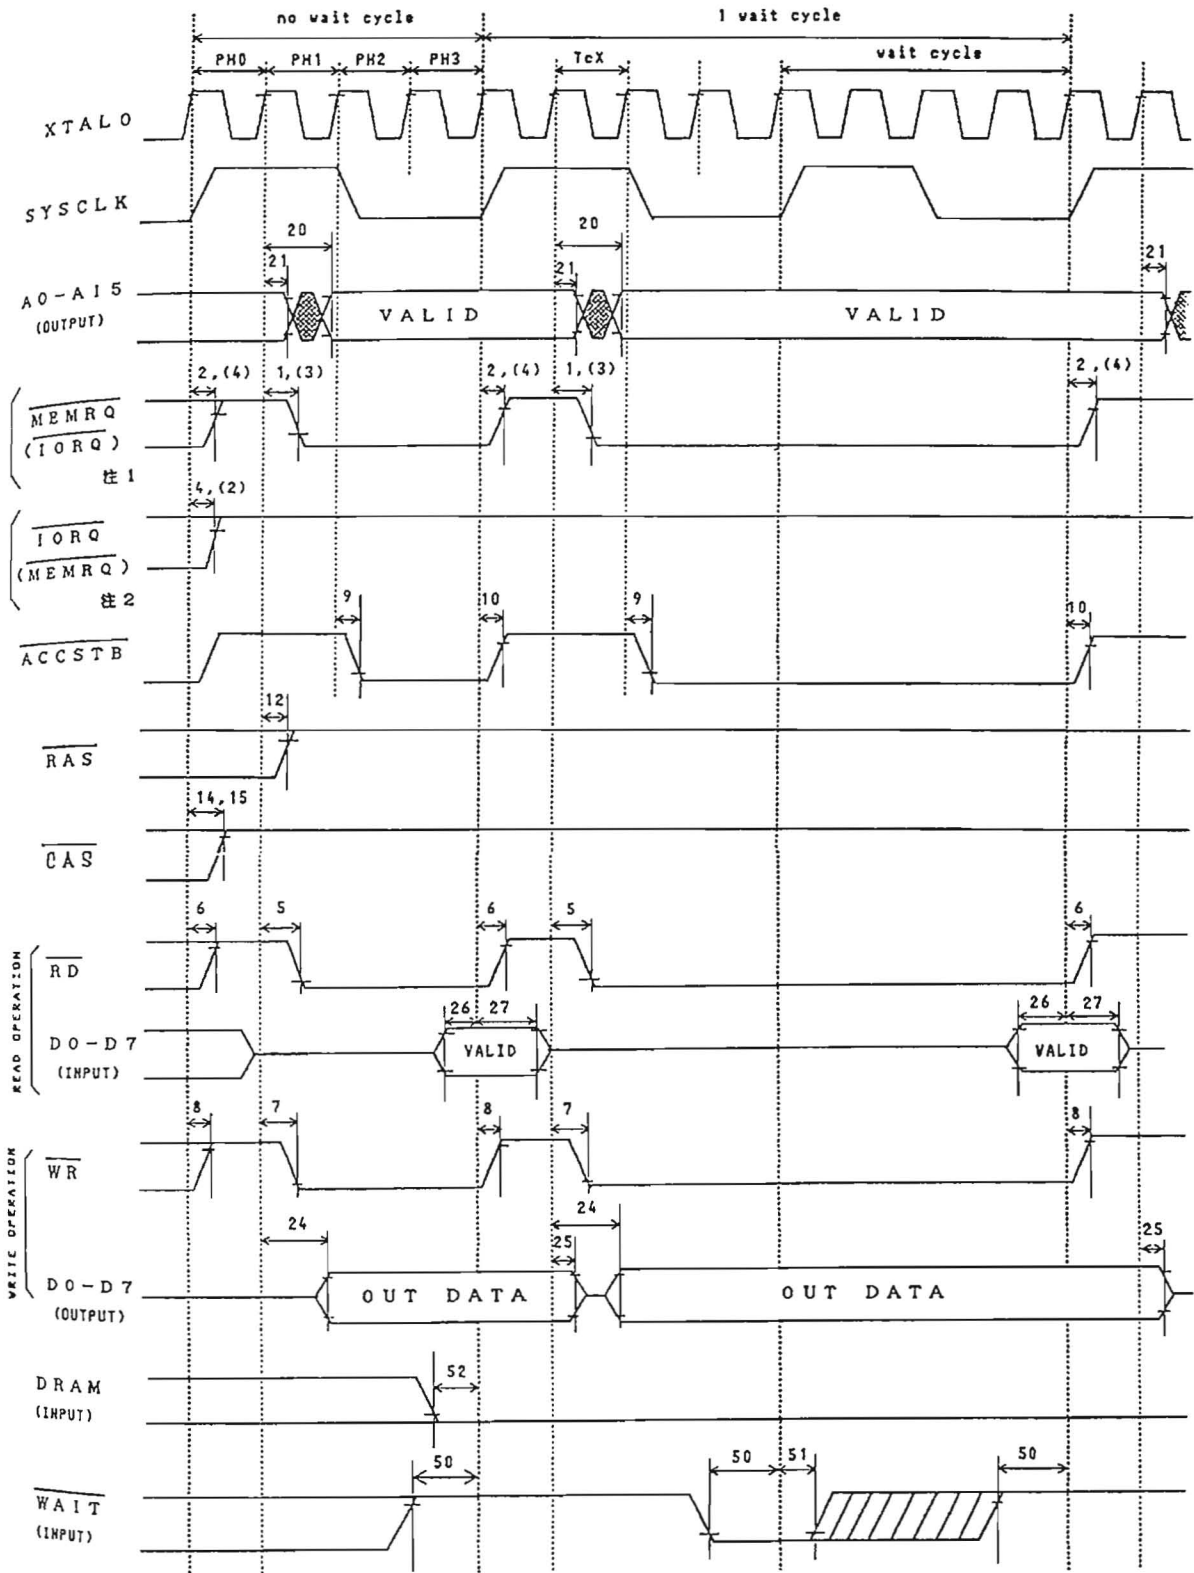 no wait cycle
1 wait cycle
PH0 PH1 PH2 PH3 TcX wait cycle
XTALO
SYSCLK
20 20
21 21 21
A0-A15
(OUTPUT)
VALID VALID
2,(4) 1,(3) 2,(4) 1,(3) 2,(4)
MEMRQ
(IORQ)
注1
4,(2)
IORQ
(MEMRQ)
注2
9 10 9 10
ACCSTB
12
RAS
14,15
CAS
6 5 6 5 6
READ OPERATION
RD
26 27 26 27
D0-D7
(INPUT)
VALID VALID
8 7 8 7 8
WRITE OPERATION
WR
24 24
25 25
D0-D7
(OUTPUT)
OUT DATA OUT DATA
52
DRAM
(INPUT)
50 50 51 50
WAIT
(INPUT)